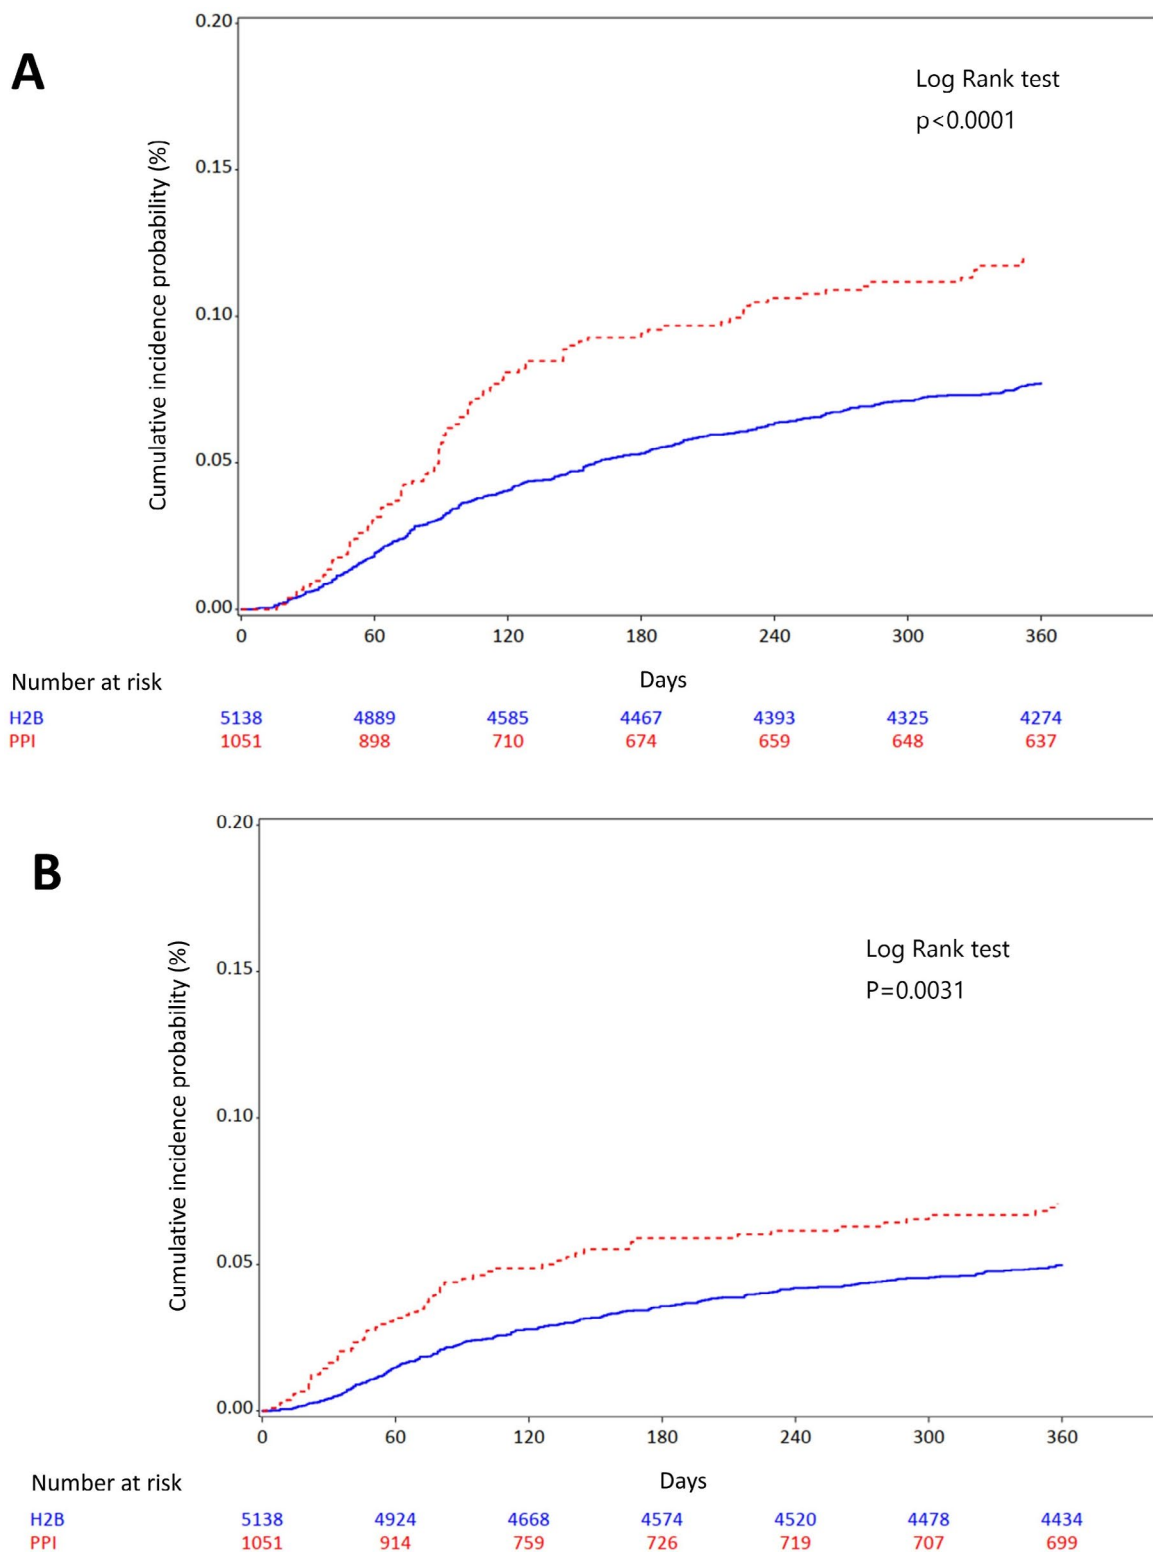 A
Cumulative incidence probability (%)
0.20
0.15
0.10
0.05
0.00
Log Rank test
p<0.0001
0 60 120 180 240 300 360
Days
Number at risk
H2B 5138 4889 4585 4467 4393 4325 4274
PPI 1051 898 710 674 659 648 637
B
Cumulative incidence probability (%)
0.20
0.15
0.10
0.05
0.00
Log Rank test
P=0.0031
0 60 120 180 240 300 360
Days
Number at risk
H2B 5138 4924 4668 4574 4520 4478 4434
PPI 1051 914 759 726 719 707 699